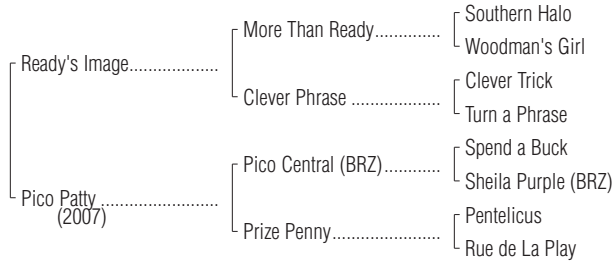 Southern Halo
More Than Ready..............
Woodman's Girl
Ready's Image...................
Clever Trick
Clever Phrase ...................
Turn a Phrase
Spend a Buck
Pico Central (BRZ)............
Sheila Purple (BRZ)
Pico Patty .........................
(2007)
Pentelicus
Prize Penny.......................
Rue de La Play